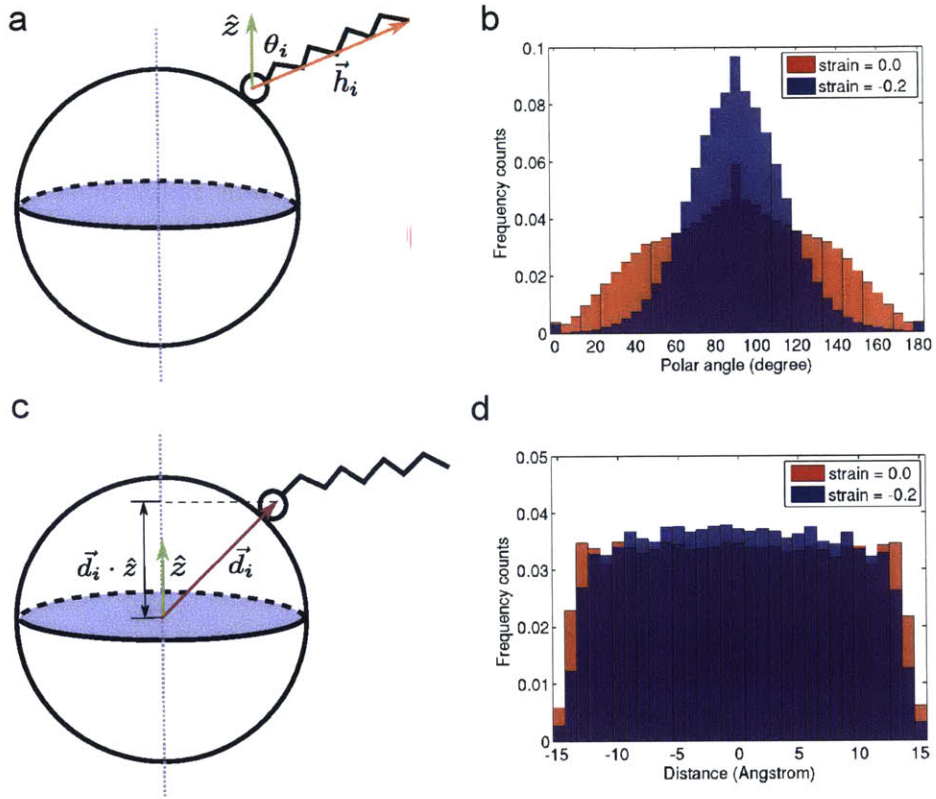 a
ẑ
θᵢ
h⃗ᵢ
b
0.1
0.08
0.06
0.04
0.02
0
Frequency counts
strain = 0.0
strain = -0.2
0 20 40 60 80 100 120 140 160 180
Polar angle (degree)
c
d⃗ᵢ · ẑ
ẑ
d⃗ᵢ
d
0.05
0.04
0.03
0.02
0.01
0
Frequency counts
strain = 0.0
strain = -0.2
-15 -10 -5 0 5 10 15
Distance (Angstrom)